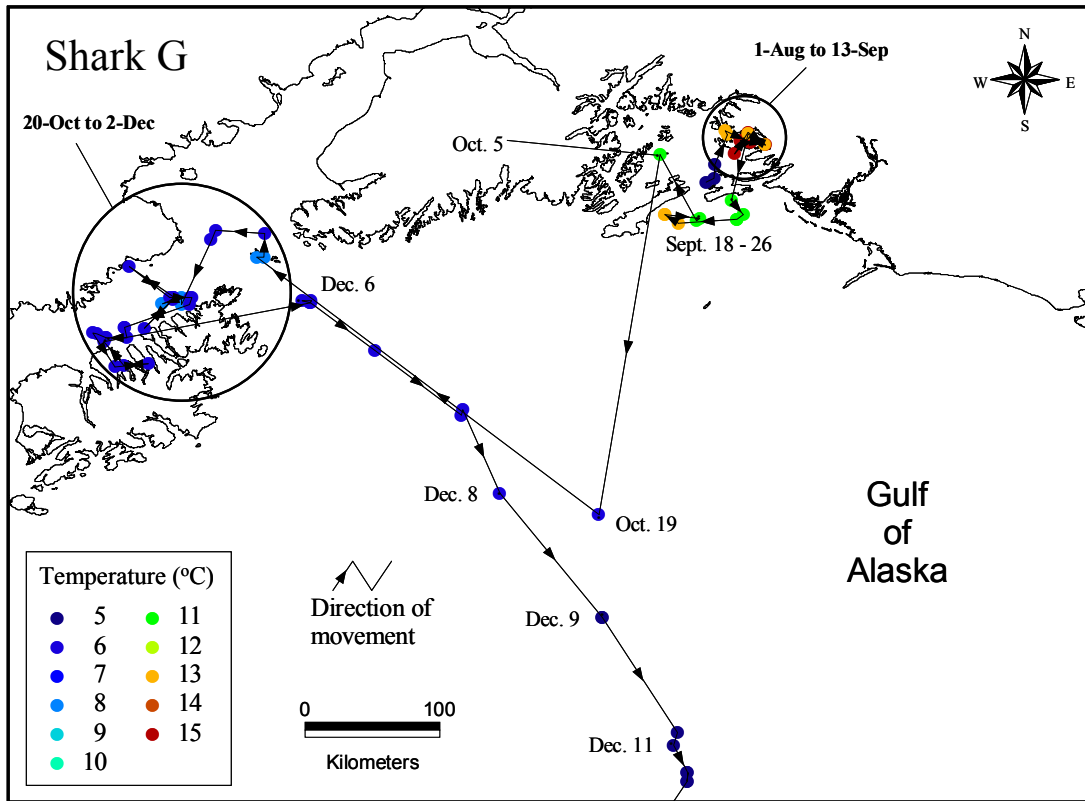 Shark G
1-Aug to 13-Sep
N
W E
S
20-Oct to 2-Dec
Oct. 5
Sept. 18 - 26
Dec. 6
Dec. 8
Oct. 19
Gulf
of
Alaska
Temperature (ºC)
5 11
6 12
7 13
8 14
9 15
10
Direction of
movement
Dec. 9
0 100
Kilometers
Dec. 11